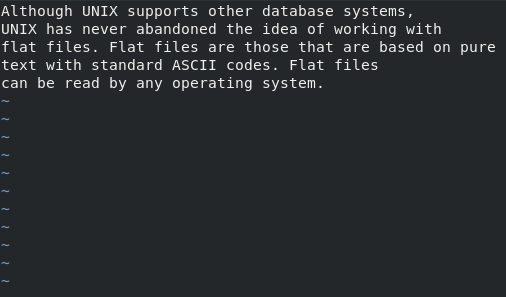 Although UNIX supports other database systems,
UNIX has never abandoned the idea of working with
flat files. Flat files are those that are based on pure
text with standard ASCII codes. Flat files
can be read by any operating system.
~
~
~
~
~
~
~
~
~
~
~